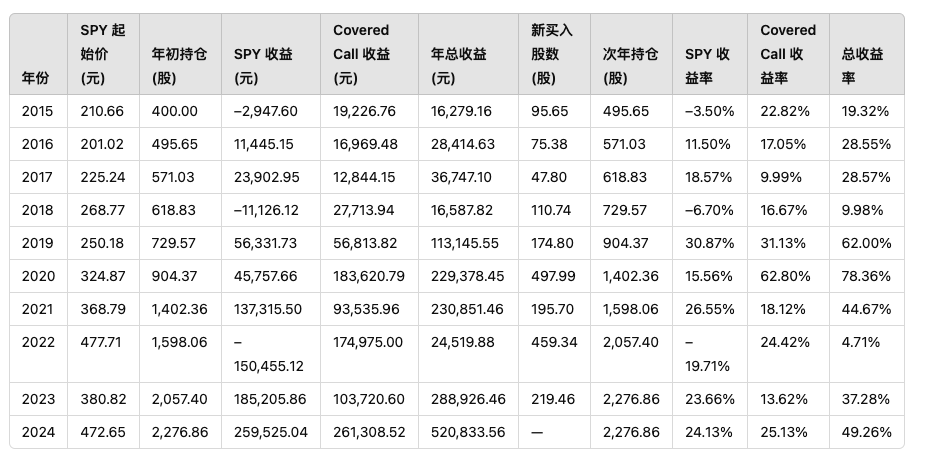 年份 SPY 起始价(元) 年初持仓(股) SPY 收益(元) Covered Call 收益(元) 年总收益(元) 新买入股数(股) 次年持仓(股) SPY 收益率 Covered Call 收益率 总收益率
2015 210.66 400.00 –2,947.60 19,226.76 16,279.16 95.65 495.65 –3.50% 22.82% 19.32%
2016 201.02 495.65 11,445.15 16,969.48 28,414.63 75.38 571.03 11.50% 17.05% 28.55%
2017 225.24 571.03 23,902.95 12,844.15 36,747.10 47.80 618.83 18.57% 9.99% 28.57%
2018 268.77 618.83 –11,126.12 27,713.94 16,587.82 110.74 729.57 –6.70% 16.67% 9.98%
2019 250.18 729.57 56,331.73 56,813.82 113,145.55 174.80 904.37 30.87% 31.13% 62.00%
2020 324.87 904.37 45,757.66 183,620.79 229,378.45 497.99 1,402.36 15.56% 62.80% 78.36%
2021 368.79 1,402.36 137,315.50 93,535.96 230,851.46 195.70 1,598.06 26.55% 18.12% 44.67%
2022 477.71 1,598.06 –150,455.12 174,975.00 24,519.88 459.34 2,057.40 –19.71% 24.42% 4.71%
2023 380.82 2,057.40 185,205.86 103,720.60 288,926.46 219.46 2,276.86 23.66% 13.62% 37.28%
2024 472.65 2,276.86 259,525.04 261,308.52 520,833.56 — 2,276.86 24.13% 25.13% 49.26%